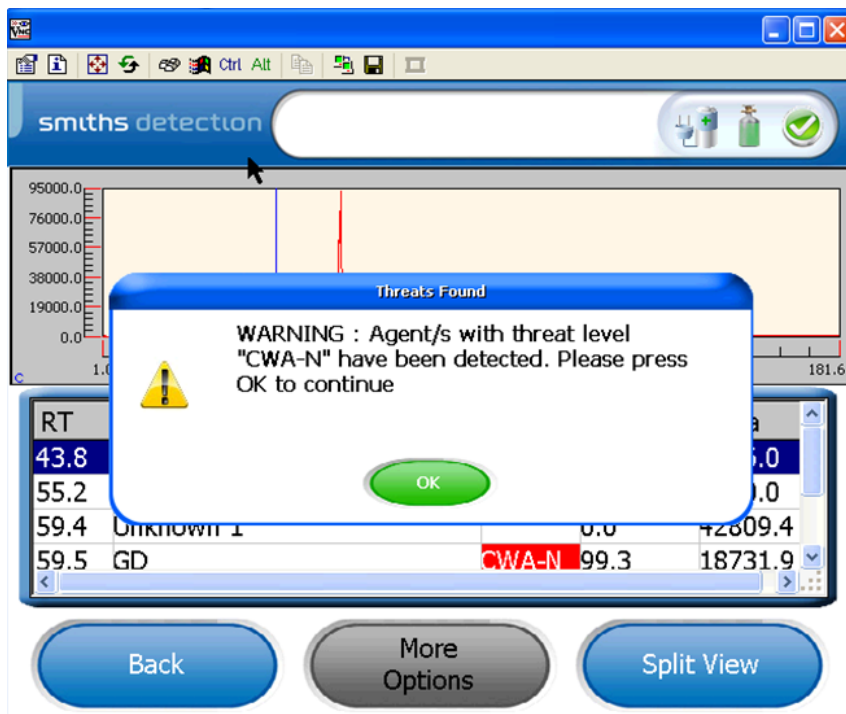 VNC
Ctrl Alt
smiths detection
95000.0
76000.0
57000.0
38000.0
19000.0
0.0
181.6
C
Threats Found
WARNING : Agent/s with threat level
"CWA-N" have been detected. Please press
OK to continue
OK
RT
43.8
55.2
59.4 Unknown 1 0.0 42809.4
59.5 GD CWA-N 99.3 18731.9
Back
More
Options
Split View